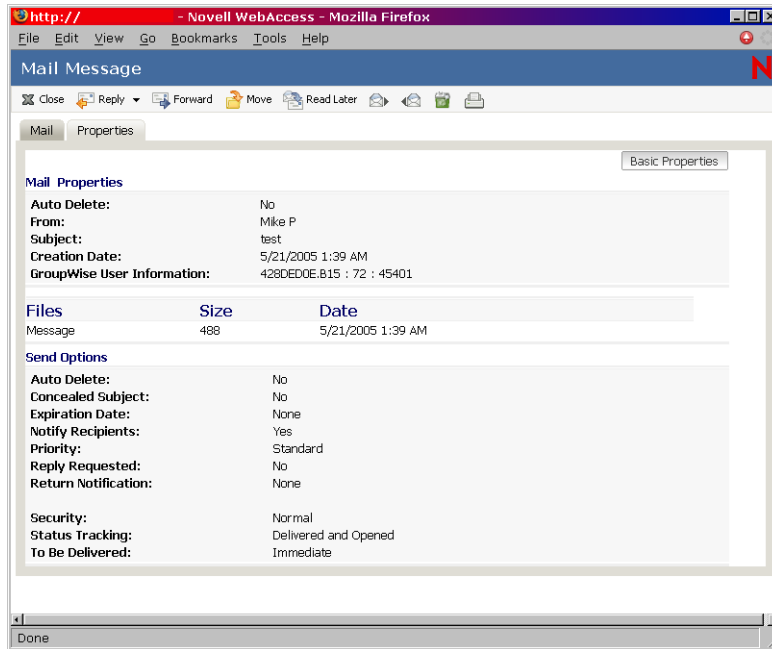 http:// - Novell WebAccess - Mozilla Firefox
File Edit View Go Bookmarks Tools Help
Mail Message N
Close Reply Forward Move Read Later
Mail Properties
Basic Properties
Mail Properties
Auto Delete: No
From: Mike P
Subject: test
Creation Date: 5/21/2005 1:39 AM
GroupWise User Information: 428DED0E.B15 : 72 : 45401
Files Size Date
Message 488 5/21/2005 1:39 AM
Send Options
Auto Delete: No
Concealed Subject: No
Expiration Date: None
Notify Recipients: Yes
Priority: Standard
Reply Requested: No
Return Notification: None
Security: Normal
Status Tracking: Delivered and Opened
To Be Delivered: Immediate
Done